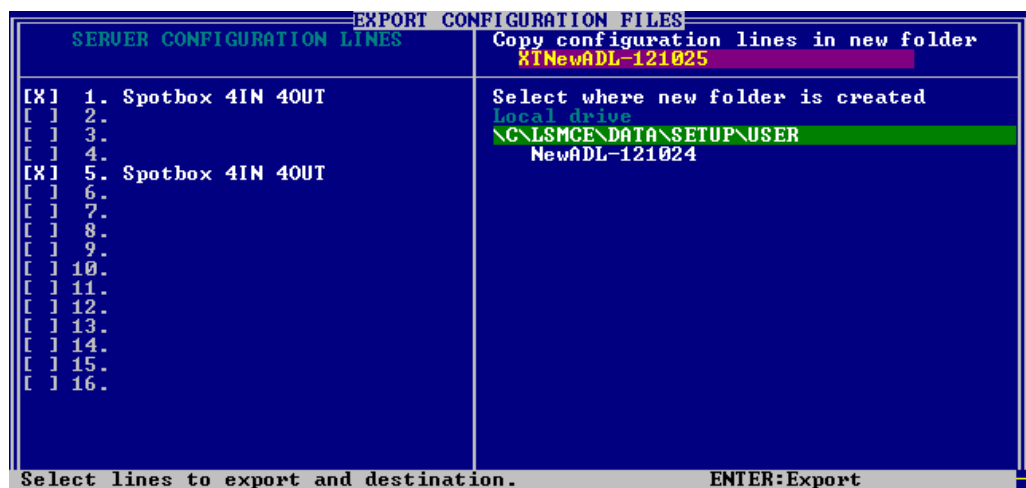 EXPORT CONFIGURATION FILES
SERVER CONFIGURATION LINES
Copy configuration lines in new folder
XTNewADL-121025
[X] 1. Spotbox 4IN 4OUT
[ ] 2.
[ ] 3.
[ ] 4.
[X] 5. Spotbox 4IN 4OUT
[ ] 6.
[ ] 7.
[ ] 8.
[ ] 9.
[ ] 10.
[ ] 11.
[ ] 12.
[ ] 13.
[ ] 14.
[ ] 15.
[ ] 16.
Select where new folder is created
Local drive
\C\LSMCE\DATA\SETUP\USER
NewADL-121024
Select lines to export and destination.
ENTER:Export